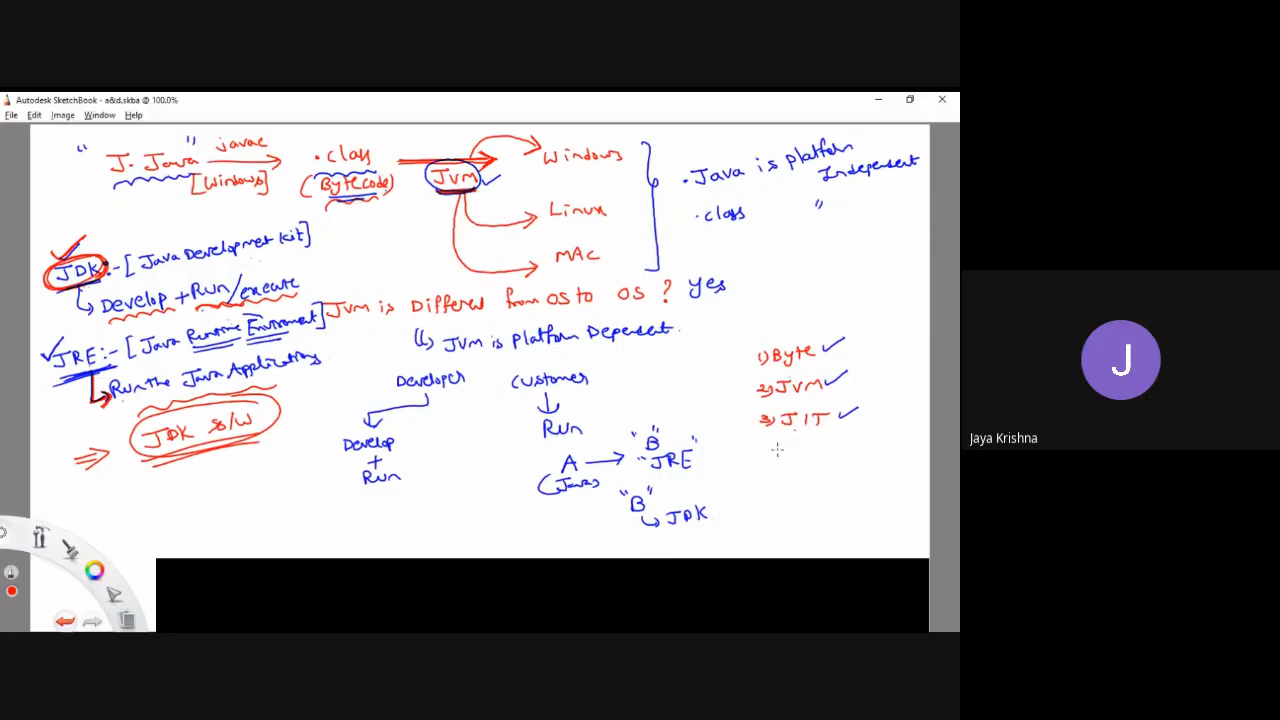 Autodesk SketchBook - a&d.skba @ 100.0%
File Edit Image Window Help
" J. Java " javac .class JVM Windows
[Windows] (Bytecode)
Linux
MAC
. Java is platform
Independent
. class "
JDK :- [Java Development Kit]
Develop + Run/execute
JVM is Different from OS to OS ? yes
JRE :- [Java Runtime Enviroment]
JVM is Platform Dependent.
Run the Java Applications
JDK S/W
Developer
Develop
+
Run
Customer
Run
A "B"
(Java) "JRE"
"B"
JDK
1) Byte
2) JVM
3) JIT
J
Jaya Krishna